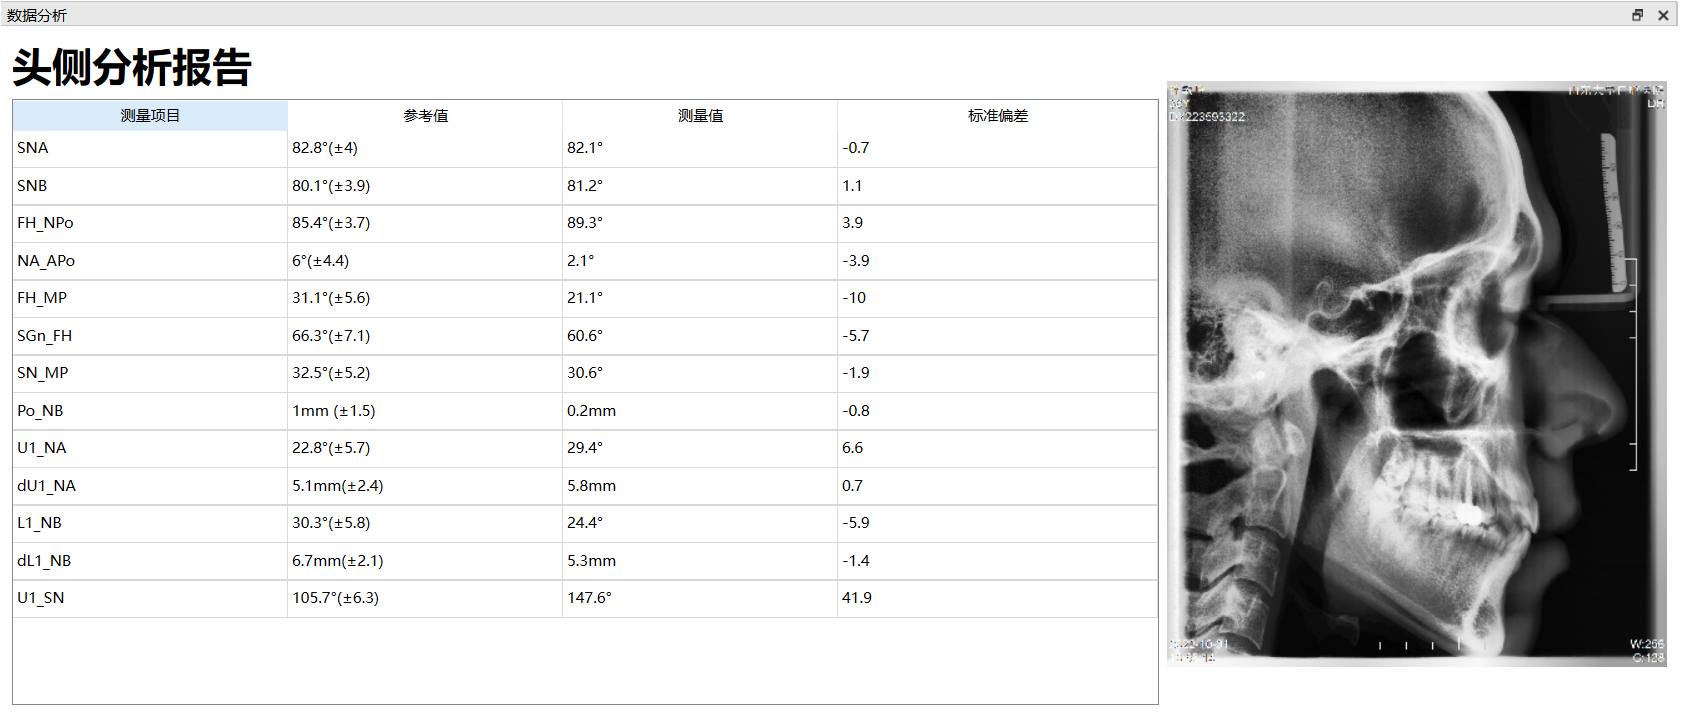 数据分析
头侧分析报告
测量项目 参考值 测量值 标准偏差
SNA 82.8°(±4) 82.1° -0.7
SNB 80.1°(±3.9) 81.2° 1.1
FH_NPo 85.4°(±3.7) 89.3° 3.9
NA_APo 6°(±4.4) 2.1° -3.9
FH_MP 31.1°(±5.6) 21.1° -10
SGn_FH 66.3°(±7.1) 60.6° -5.7
SN_MP 32.5°(±5.2) 30.6° -1.9
Po_NB 1mm (±1.5) 0.2mm -0.8
U1_NA 22.8°(±5.7) 29.4° 6.6
dU1_NA 5.1mm(±2.4) 5.8mm 0.7
L1_NB 30.3°(±5.8) 24.4° -5.9
dL1_NB 6.7mm(±2.1) 5.3mm -1.4
U1_SN 105.7°(±6.3) 147.6° 41.9
DR
W:256
C:128